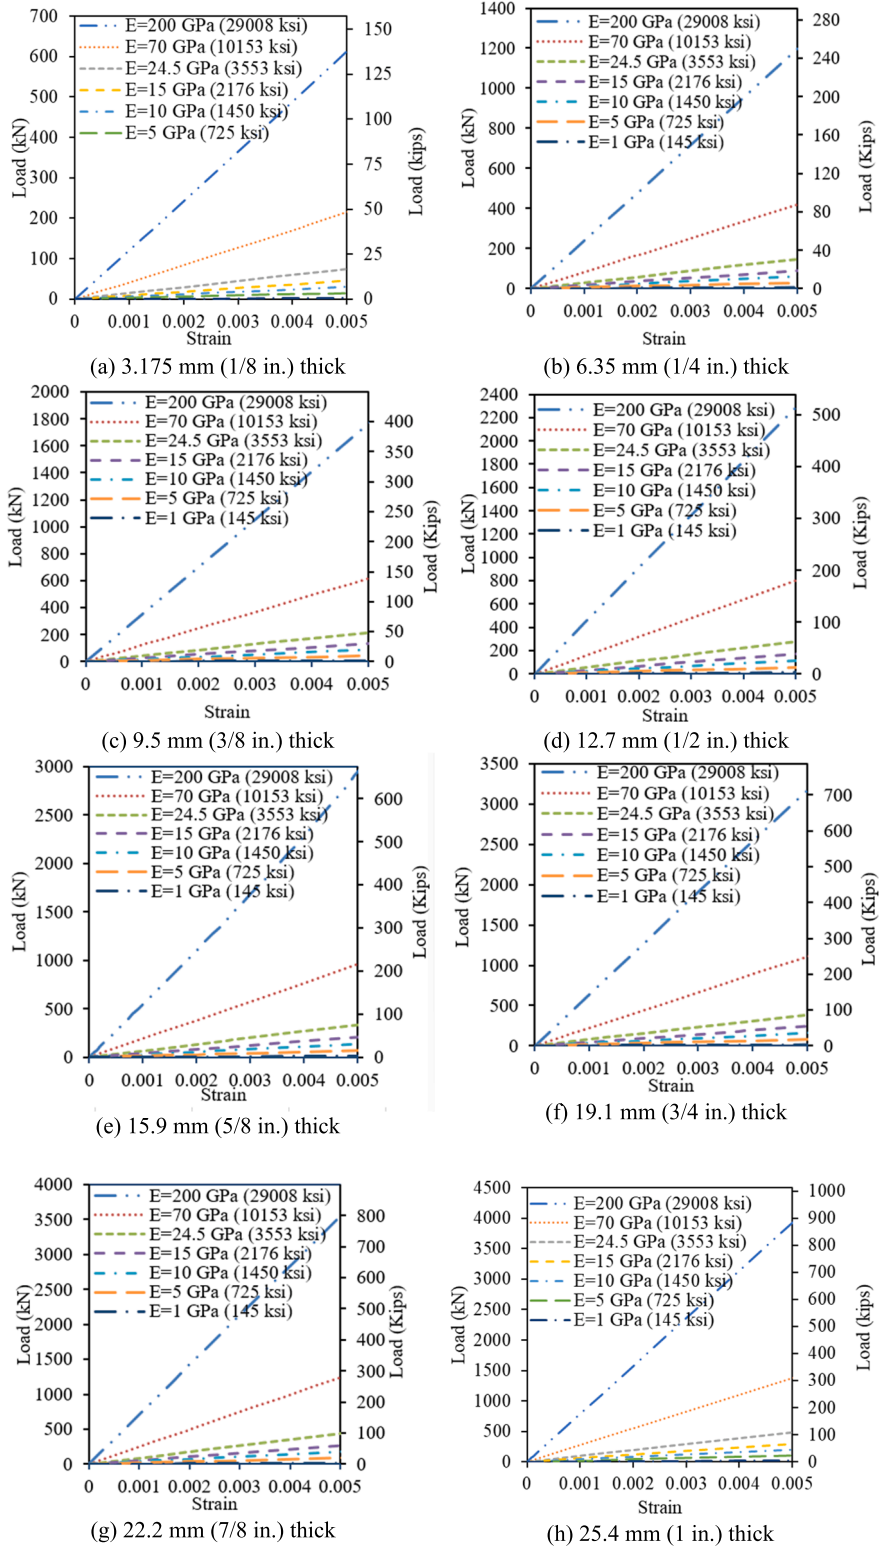 700
600
500
400
300
200
100
0
Load (kN)
E=200 GPa (29008 ksi)
E=70 GPa (10153 ksi)
E=24.5 GPa (3553 ksi)
E=15 GPa (2176 ksi)
E=10 GPa (1450 ksi)
E=5 GPa (725 ksi)
150
125
100
75
50
25
0
Load (kips)
0 0.001 0.002 0.003 0.004 0.005
Strain
(a) 3.175 mm (1/8 in.) thick
1400
1200
1000
800
600
400
200
0
Load (kN)
E=200 GPa (29008 ksi)
E=70 GPa (10153 ksi)
E=24.5 GPa (3553 ksi)
E=15 GPa (2176 ksi)
E=10 GPa (1450 ksi)
E=5 GPa (725 ksi)
E=1 GPa (145 ksi)
280
240
200
160
120
80
40
0
Load (Kips)
0 0.001 0.002 0.003 0.004 0.005
Strain
(b) 6.35 mm (1/4 in.) thick
2000
1800
1600
1400
1200
1000
800
600
400
200
0
Load (kN)
E=200 GPa (29008 ksi)
E=70 GPa (10153 ksi)
E=24.5 GPa (3553 ksi)
E=15 GPa (2176 ksi)
E=10 GPa (1450 ksi)
E=5 GPa (725 ksi)
E=1 GPa (145 ksi)
400
350
300
250
200
150
100
50
0
Load (Kips)
0 0.001 0.002 0.003 0.004 0.005
Strain
(c) 9.5 mm (3/8 in.) thick
2400
2200
2000
1800
1600
1400
1200
1000
800
600
400
200
0
Load (kN)
E=200 GPa (29008 ksi)
E=70 GPa (10153 ksi)
E=24.5 GPa (3553 ksi)
E=15 GPa (2176 ksi)
E=10 GPa (1450 ksi)
E=5 GPa (725 ksi)
E=1 GPa (145 ksi)
500
400
300
200
100
0
Load (Kips)
0 0.001 0.002 0.003 0.004 0.005
Strain
(d) 12.7 mm (1/2 in.) thick
3000
2500
2000
1500
1000
500
0
Load (kN)
E=200 GPa (29008 ksi)
E=70 GPa (10153 ksi)
E=24.5 GPa (3553 ksi)
E=15 GPa (2176 ksi)
E=10 GPa (1450 ksi)
E=5 GPa (725 ksi)
E=1 GPa (145 ksi)
600
500
400
300
200
100
0
Load (Kips)
0 0.001 0.002 0.003 0.004 0.005
Strain
(e) 15.9 mm (5/8 in.) thick
3500
3000
2500
2000
1500
1000
500
0
Load (kN)
E=200 GPa (29008 ksi)
E=70 GPa (10153 ksi)
E=24.5 GPa (3553 ksi)
E=15 GPa (2176 ksi)
E=10 GPa (1450 ksi)
E=5 GPa (725 ksi)
E=1 GPa (145 ksi)
700
600
500
400
300
200
100
0
Load (Kips)
0 0.001 0.002 0.003 0.004 0.005
Strain
(f) 19.1 mm (3/4 in.) thick
4000
3500
3000
2500
2000
1500
1000
500
0
Load (kN)
E=200 GPa (29008 ksi)
E=70 GPa (10153 ksi)
E=24.5 GPa (3553 ksi)
E=15 GPa (2176 ksi)
E=10 GPa (1450 ksi)
E=5 GPa (725 ksi)
E=1 GPa (145 ksi)
800
700
600
500
400
300
200
100
0
Load (Kips)
0 0.001 0.002 0.003 0.004 0.005
Strain
(g) 22.2 mm (7/8 in.) thick
4500
4000
3500
3000
2500
2000
1500
1000
500
0
Load (kN)
E=200 GPa (29008 ksi)
E=70 GPa (10153 ksi)
E=24.5 GPa (3553 ksi)
E=15 GPa (2176 ksi)
E=10 GPa (1450 ksi)
E=5 GPa (725 ksi)
E=1 GPa (145 ksi)
1000
900
800
700
600
500
400
300
200
100
0
Load (kips)
0 0.001 0.002 0.003 0.004 0.005
Strain
(h) 25.4 mm (1 in.) thick